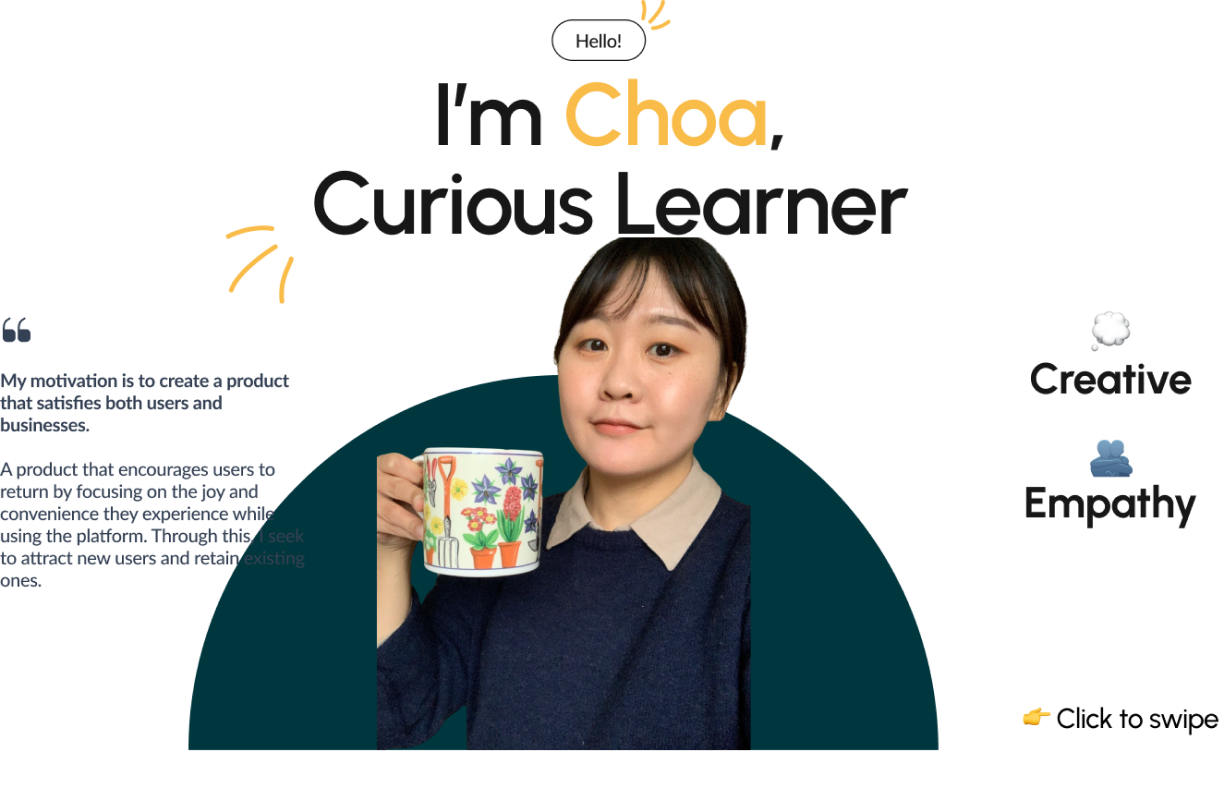 Hello!
I'm Choa,
Curious Learner
“
My motivation is to create a product
that satisfies both users and
businesses.
A product that encourages users to
return by focusing on the joy and
convenience they experience while
using the platform. Through this, I seek
to attract new users and retain existing
ones.
Creative
Empathy
👉 Click to swipe